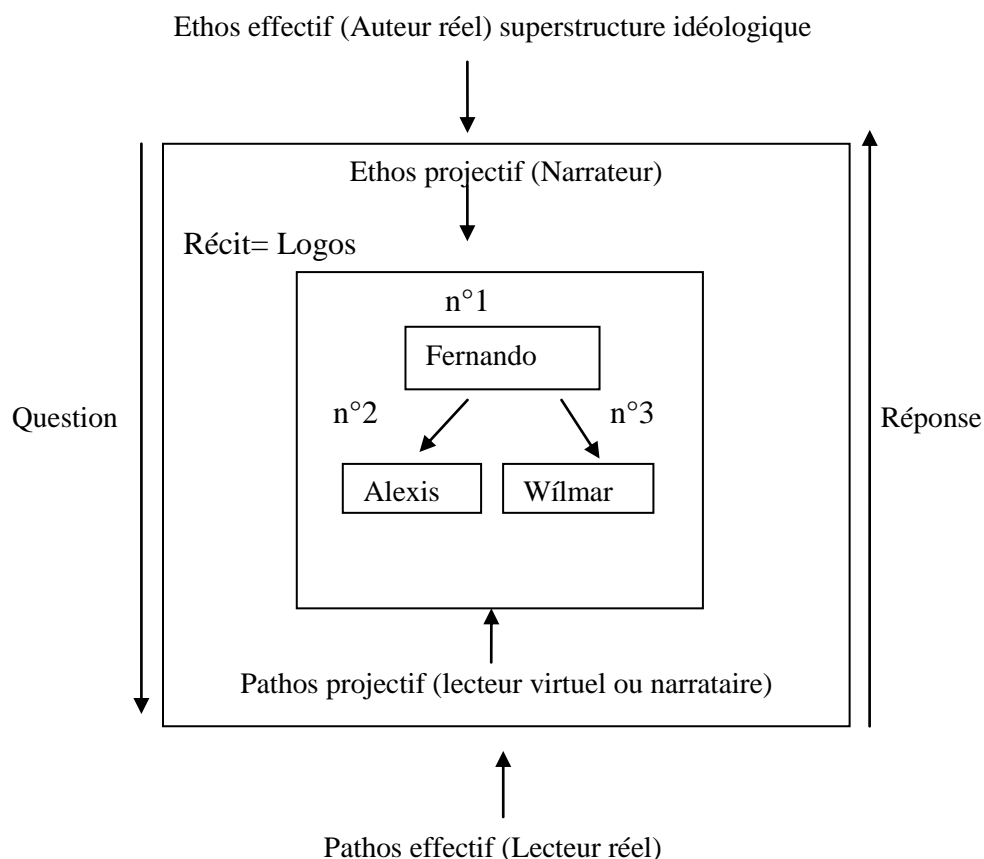 Ethos effectif (Auteur réel) superstructure idéologique
Ethos projectif (Narrateur)
Récit= Logos
n°1
Fernando
Question
n°2
n°3
Réponse
Alexis
Wílmar
Pathos projectif (lecteur virtuel ou narrataire)
Pathos effectif (Lecteur réel)